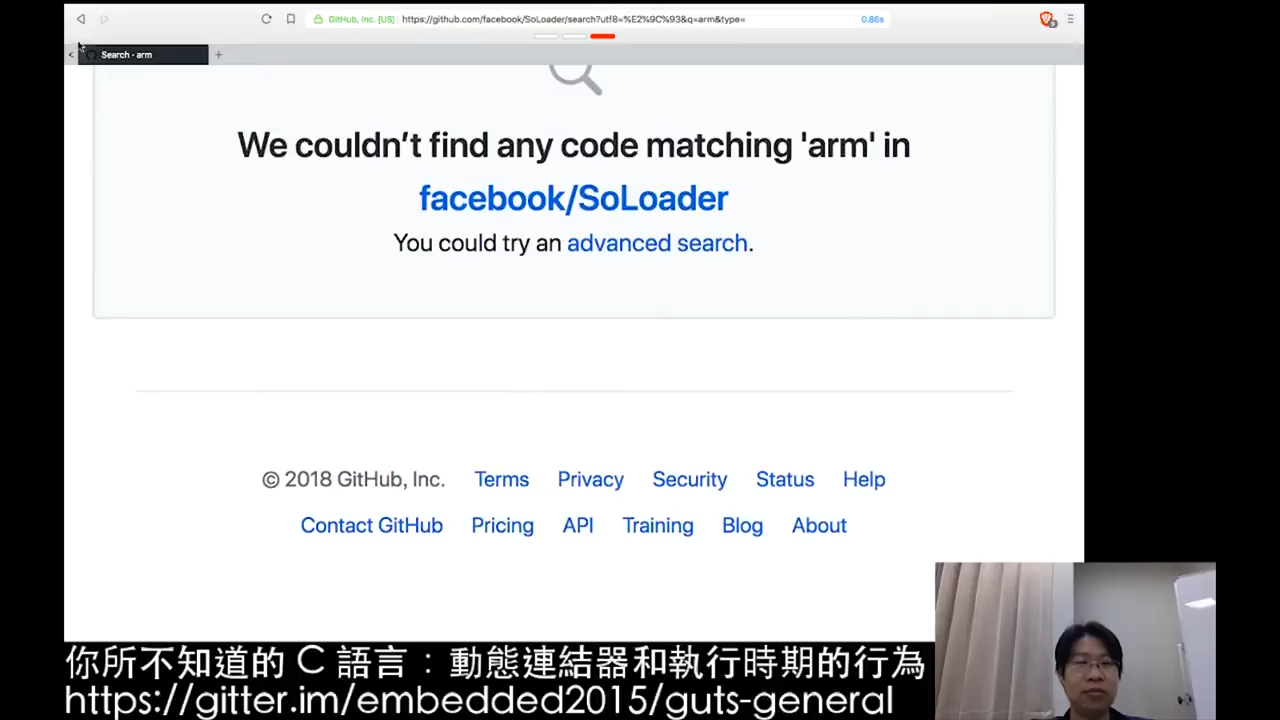 GitHub, Inc. [US]
https://github.com/facebook/SoLoader/search?utf8=%E2%9C%93&q=arm&type=
0.86s
Search - arm
We couldn’t find any code matching 'arm' in
facebook/SoLoader
You could try an advanced search.
© 2018 GitHub, Inc. Terms Privacy Security Status Help
Contact GitHub Pricing API Training Blog About
你所不知道的 C 語言：動態連結器和執行時期的行為
https://gitter.im/embedded2015/guts-general